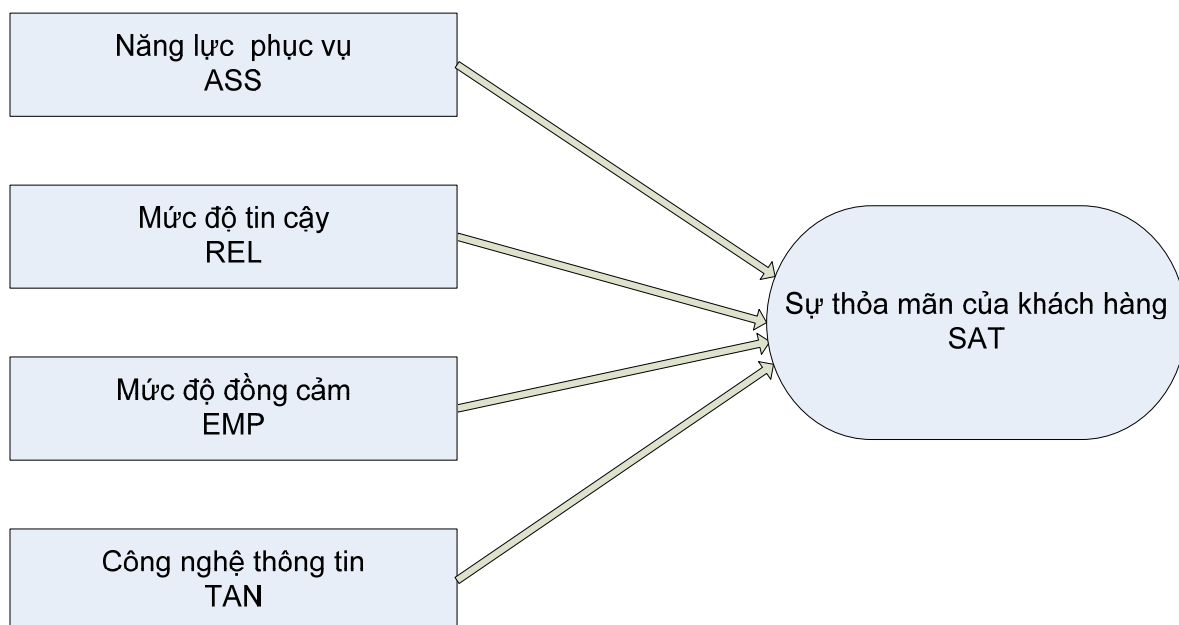 Năng lực phục vụ
ASS
Mức độ tin cậy
REL
Mức độ đồng cảm
EMP
Công nghệ thông tin
TAN
Sự thỏa mãn của khách hàng
SAT